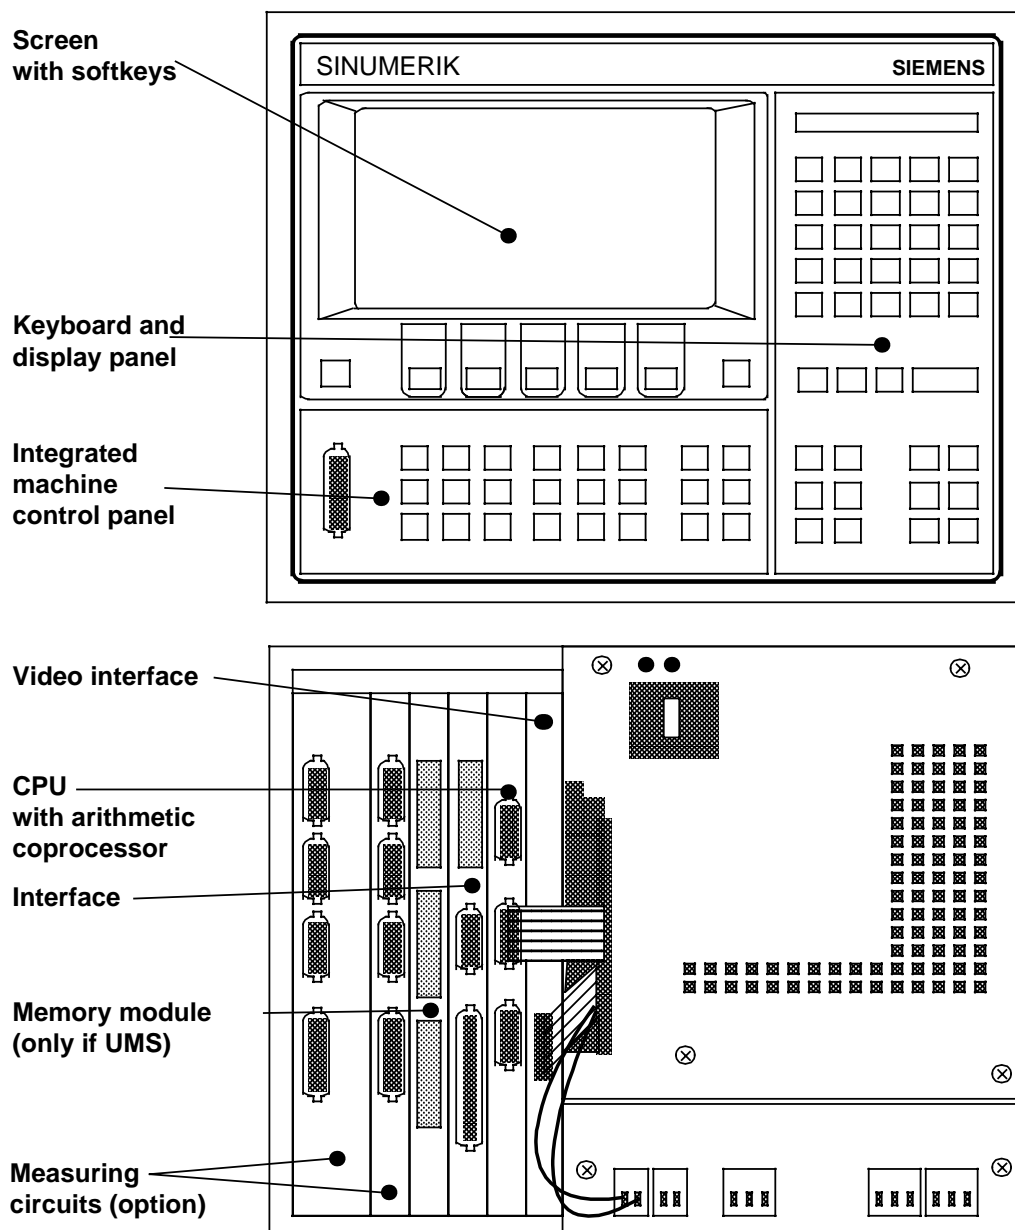 Screen
with softkeys
SINUMERIK
SIEMENS
Keyboard and
display panel
Integrated
machine
control panel
Video interface
CPU
with arithmetic
coprocessor
Interface
Memory module
(only if UMS)
Measuring
circuits (option)